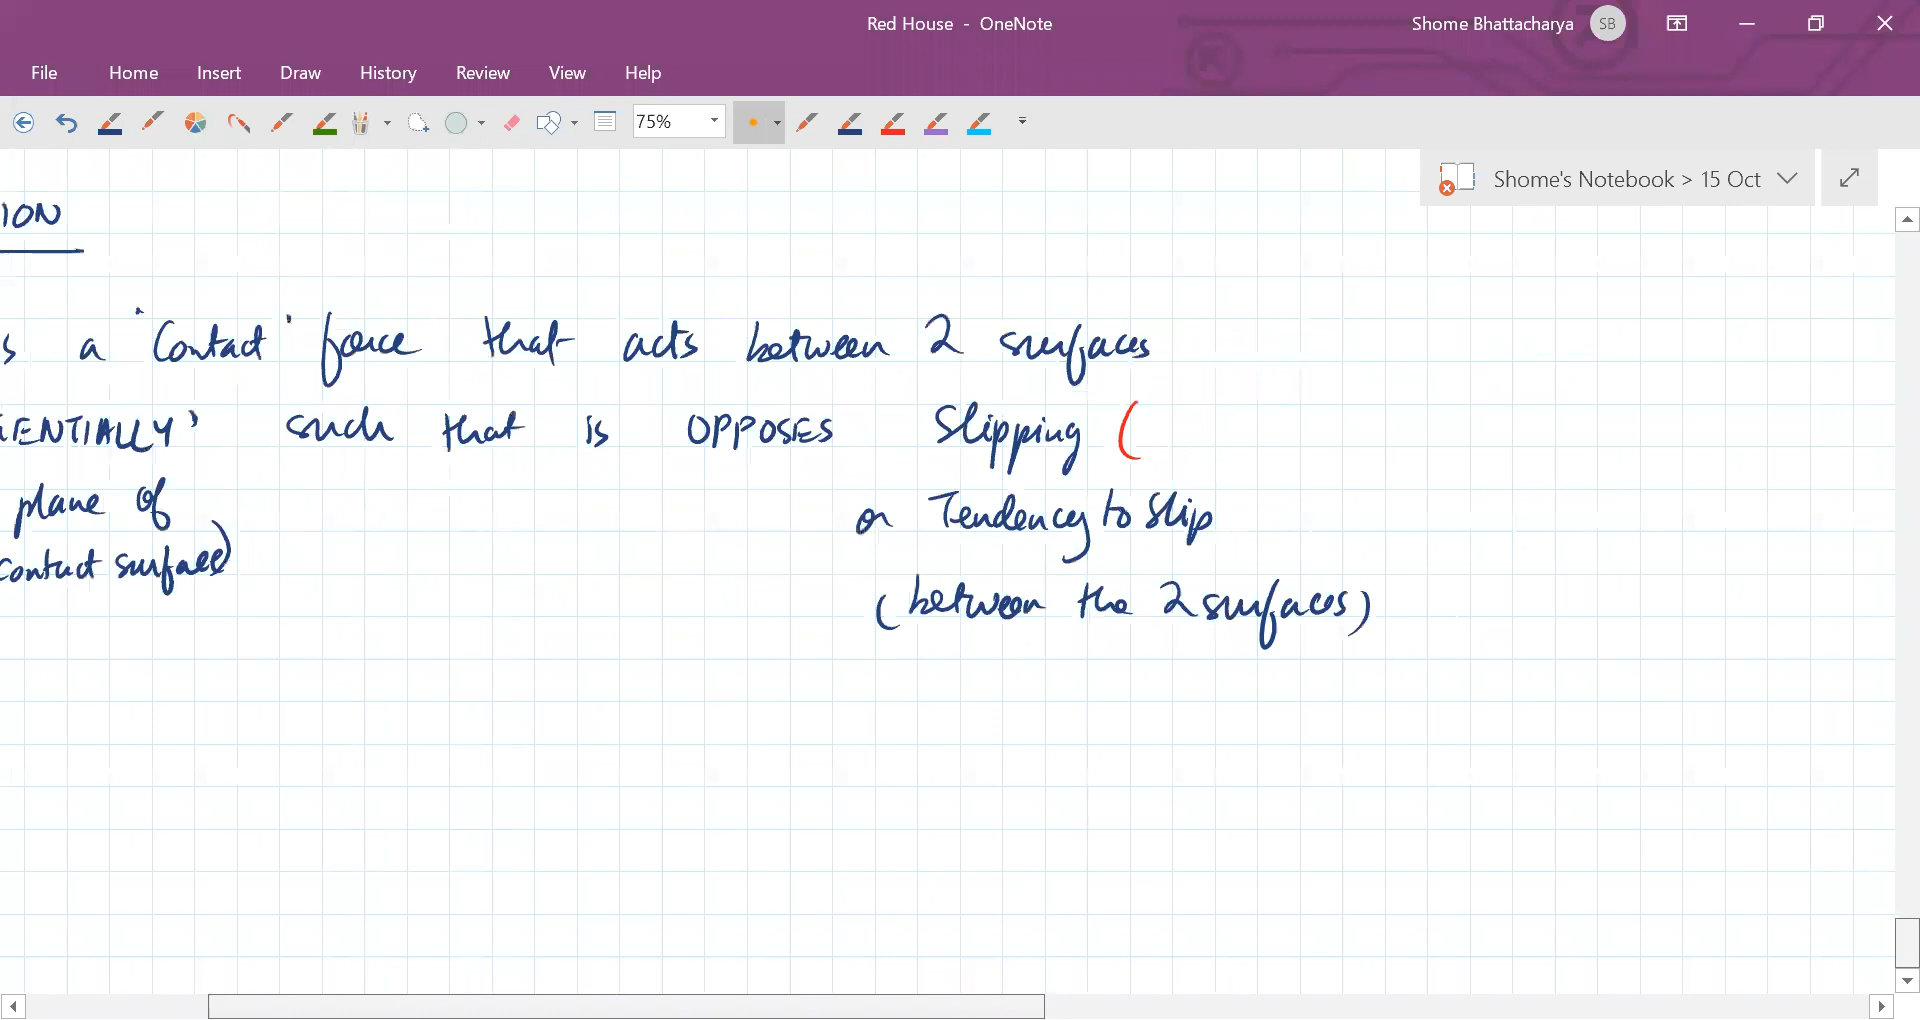 Red House - OneNote
Shome Bhattacharya SB
File Home Insert Draw History Review View Help
75%
Shome's Notebook > 15 Oct
ION
s a 'Contact' force that acts between 2 surfaces
GENTIALLY' such that is OPPOSES Slipping (
plane of
or Tendency to Slip
contact surface)
(between the 2 surfaces)